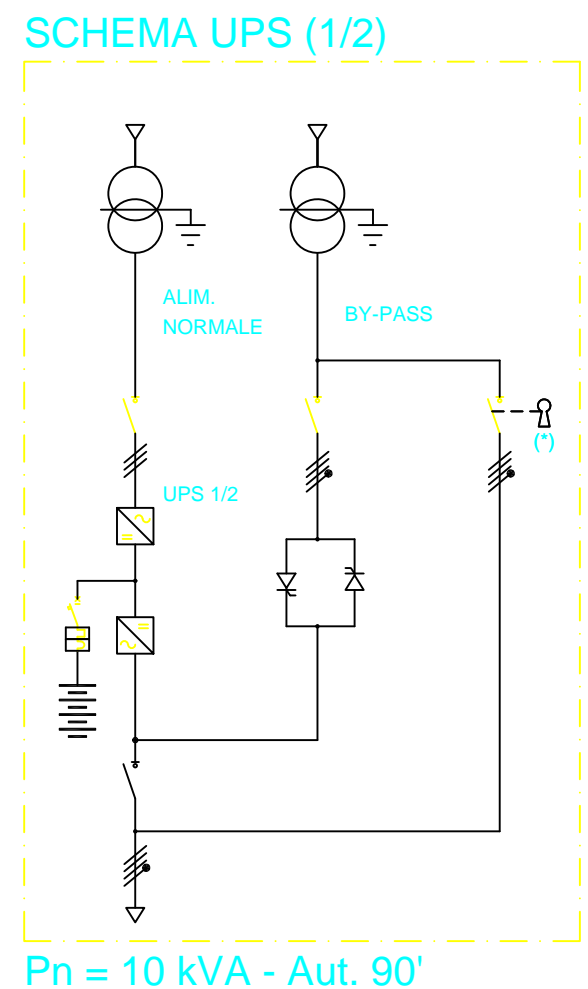 SCHEMA UPS (1/2)
ALIM.
NORMALE
BY-PASS
(*)
UPS 1/2
Pn = 10 kVA - Aut. 90'